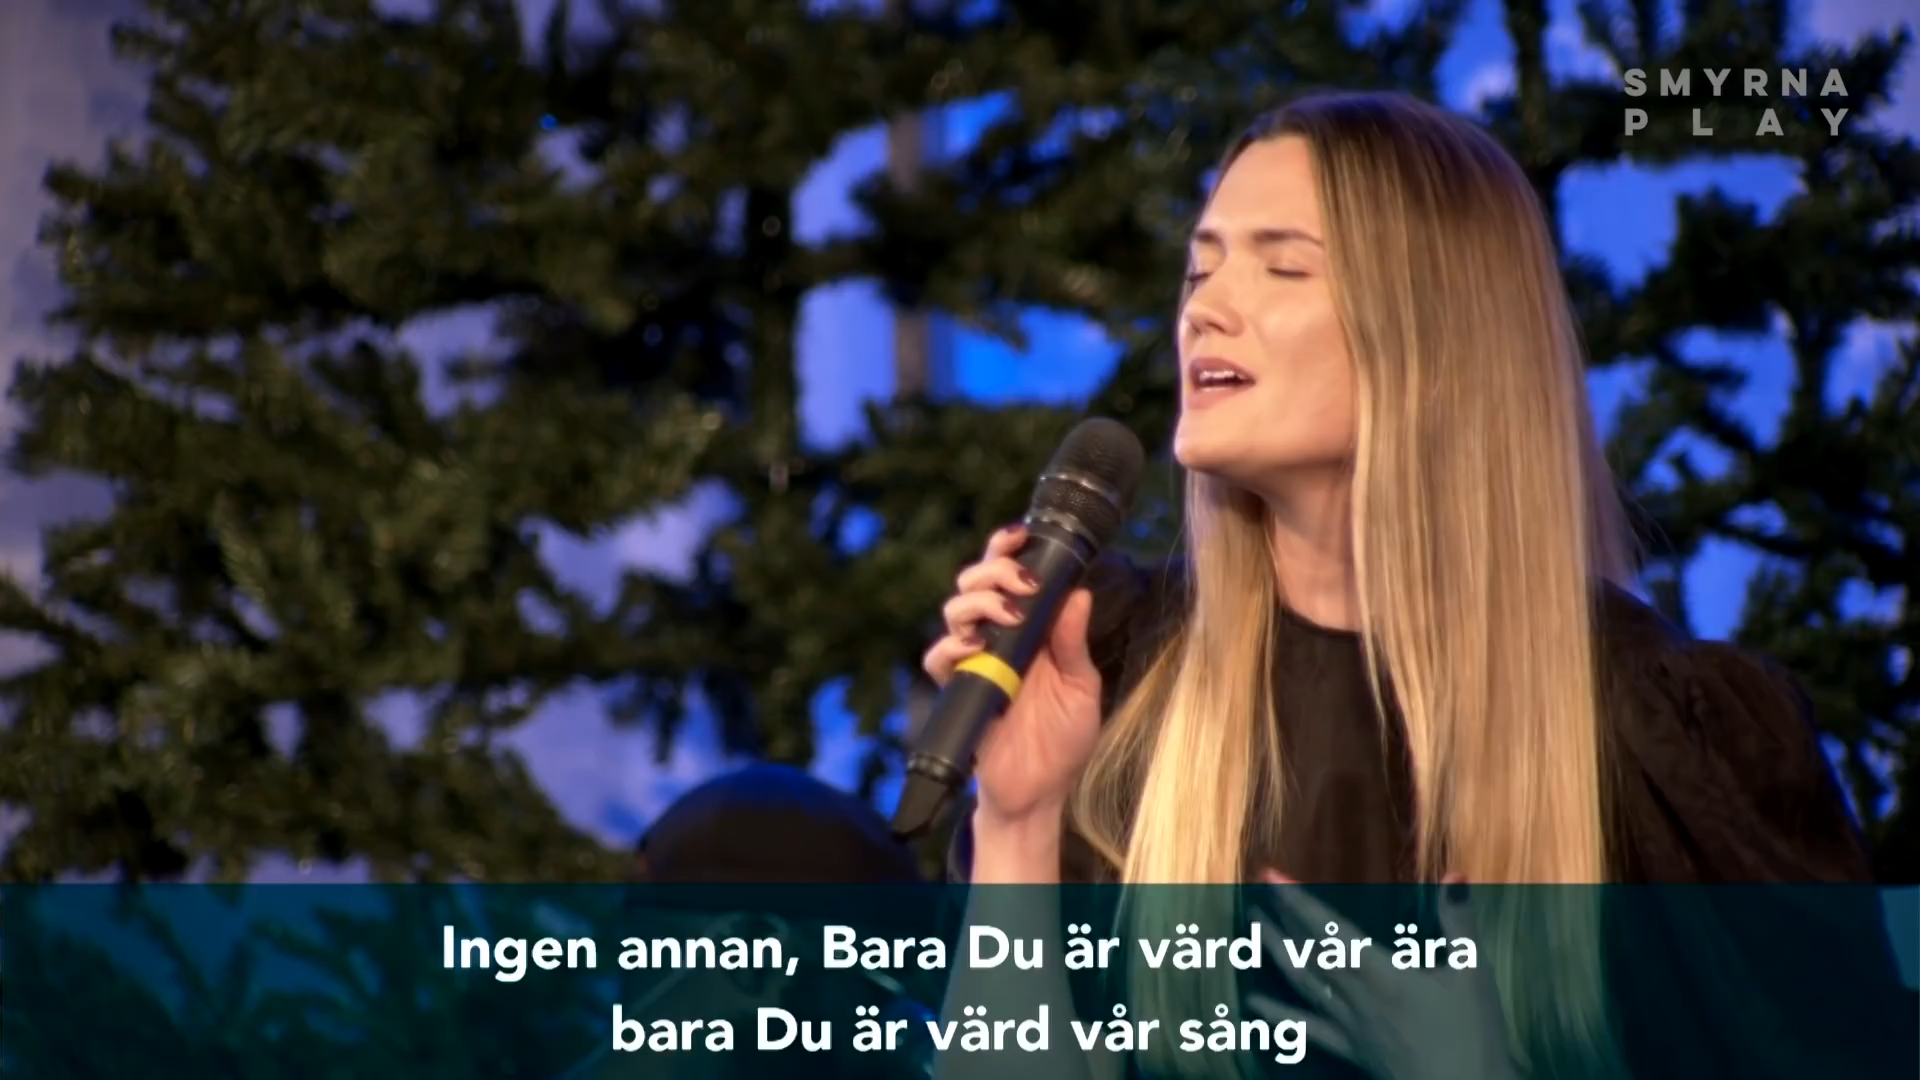 SMYRNA
PLAY
Ingen annan, Bara Du är värd vår ära
bara Du är värd vår sång